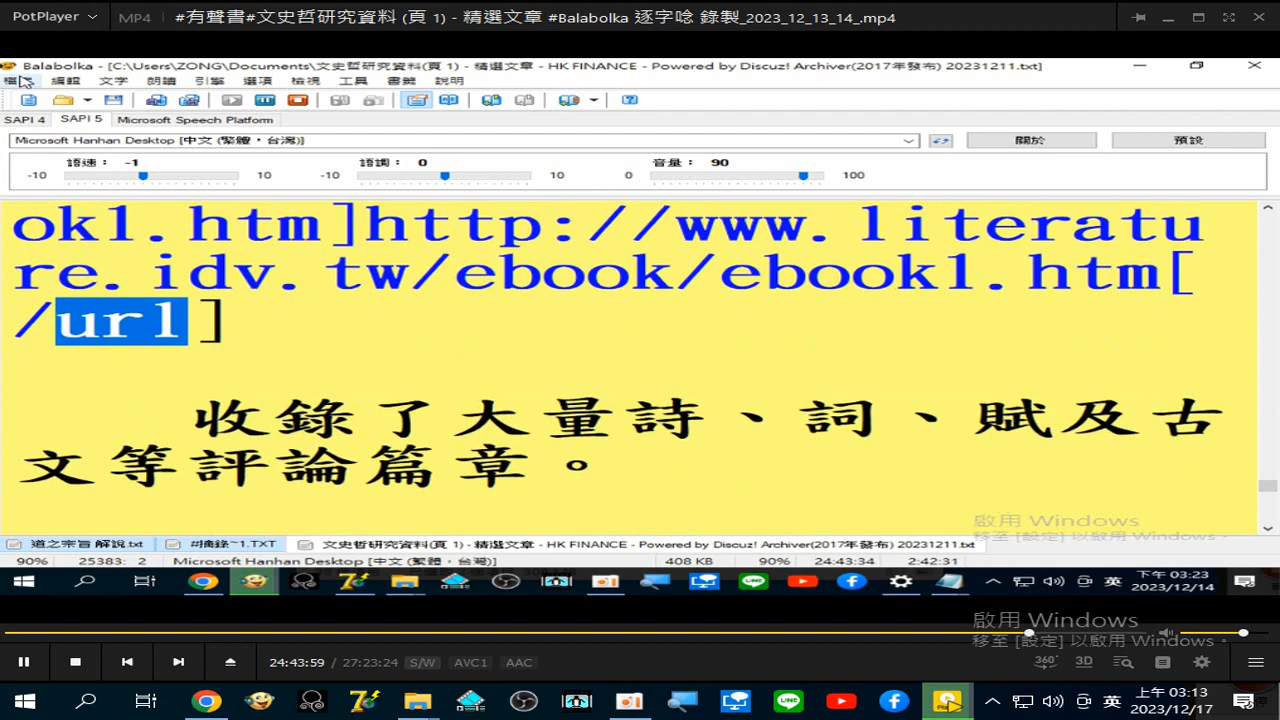 PotPlayer MP4 #有聲書#文史哲研究資料 (頁 1) - 精選文章 #Balabolka 逐字唸 錄製_2023_12_13_14_.mp4
Balabolka - [C:\Users\ZONG\Documents\文史哲研究資料(頁 1) - 精選文章 - HK FINANCE - Powered by Discuz! Archiver(2017年發布) 20231211.txt]
檔案 編輯 文字 朗讀 引擎 選項 檢視 工具 書籤 說明
SAPI 4 SAPI 5 Microsoft Speech Platform
Microsoft Hanhan Desktop [中文 (繁體，台灣)] 關於 預設
語速： -1 語調： 0 音量： 90
-10 10 -10 10 0 100
ok1.htm]http://www.literatu
re.idv.tw/ebook/ebook1.htm[
/url]
收錄了大量詩、詞、賦及古
文等評論篇章。
啟用 Windows
移至 [設定] 以啟用 Windows。
道之宗旨 解說.txt #摘錄~1.TXT 文史哲研究資料(頁 1) - 精選文章 - HK FINANCE - Powered by Discuz! Archiver(2017年發布) 20231211.txt
90% 25383: 2 Microsoft Hanhan Desktop [中文 (繁體，台灣)] 408 KB 90% 24:43:34 2:42:31
英 下午 03:23
2023/12/14
啟用 Windows
移至 [設定] 以啟用 Windows。
24:43:59 / 27:23:24 S/W AVC1 AAC 360° 3D
英 上午 03:13
2023/12/17